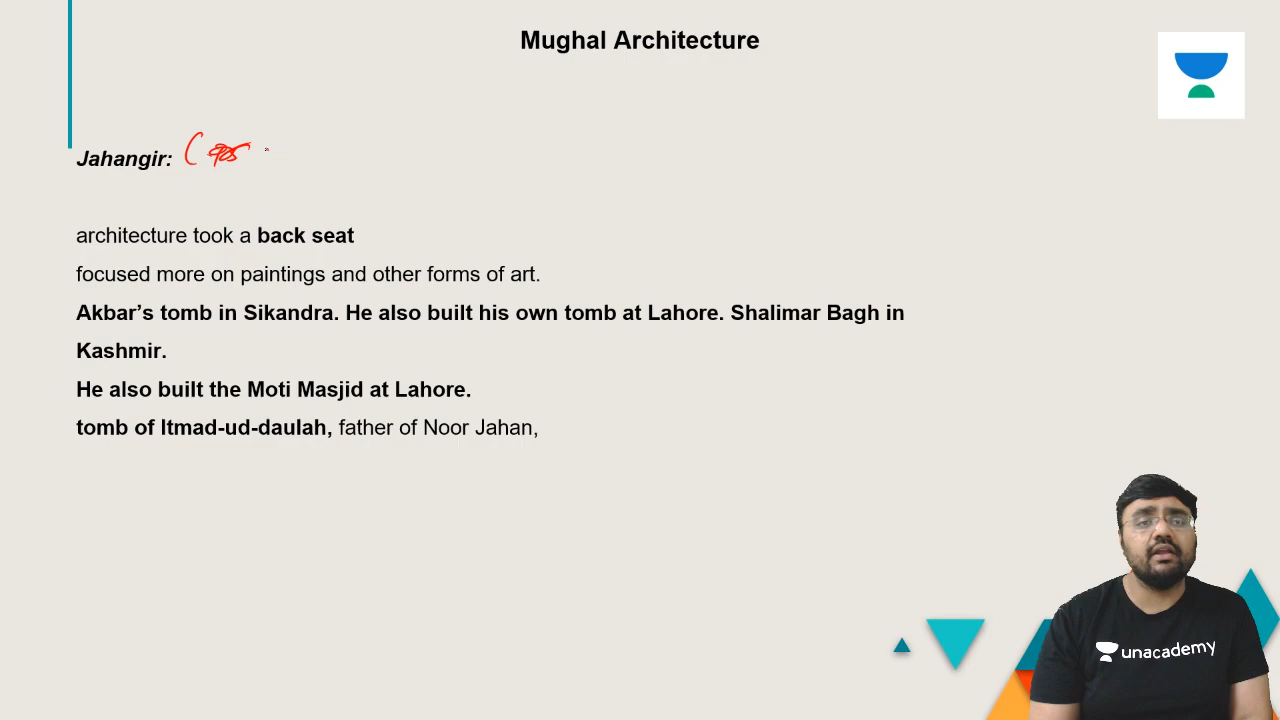 Mughal Architecture
Jahangir:
architecture took a back seat
focused more on paintings and other forms of art.
Akbar’s tomb in Sikandra. He also built his own tomb at Lahore. Shalimar Bagh in
Kashmir.
He also built the Moti Masjid at Lahore.
tomb of Itmad-ud-daulah, father of Noor Jahan,
unacademy